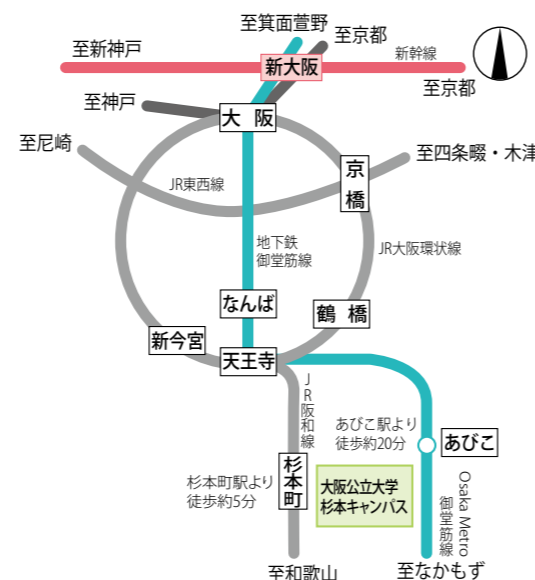 至箕面萱野
至京都
至新神戸
新幹線
新大阪
至京都
至神戸
大阪
至尼崎
京橋
至四条畷・木津
JR東西線
地下鉄
御堂筋線
JR大阪環状線
なんば
鶴橋
新今宮
天王寺
JR阪和線
あびこ駅より
徒歩約20分
あびこ
杉本町駅より
徒歩約5分
杉本町
大阪公立大学
杉本キャンパス
Osaka Metro
御堂筋線
至和歌山
至なかもず